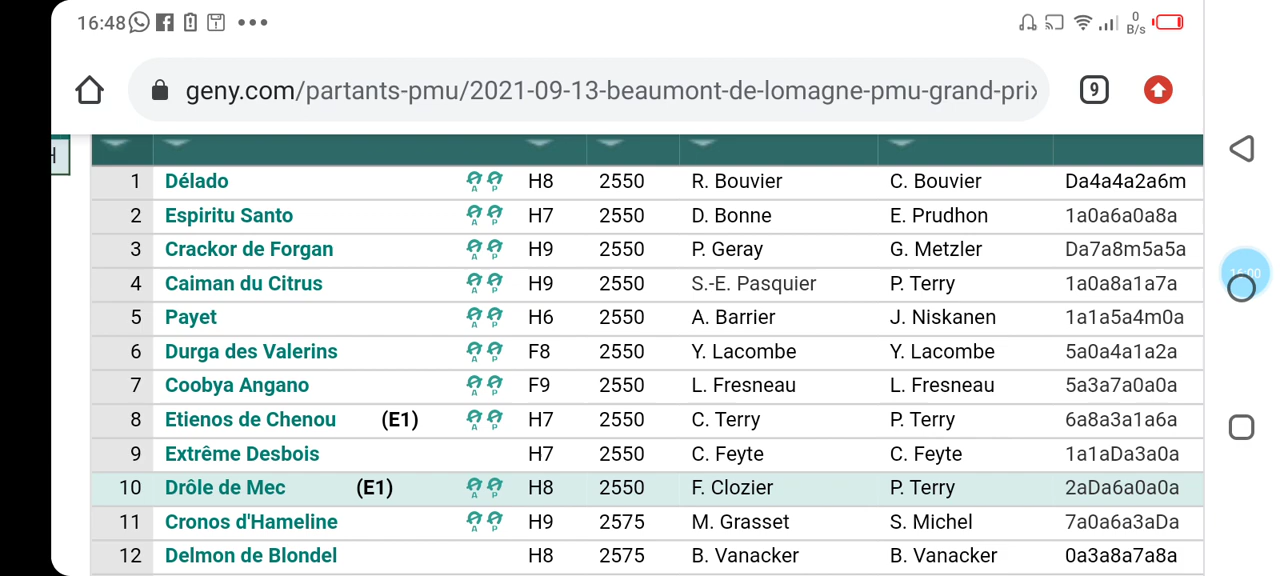 16:48 0 B/s
geny.com/partants-pmu/2021-09-13-beaumont-de-lomagne-pmu-grand-prix 9
H
1 Délado A P H8 2550 R. Bouvier C. Bouvier Da4a4a2a6m
2 Espiritu Santo A P H7 2550 D. Bonne E. Prudhon 1a0a6a0a8a
3 Crackor de Forgan A P H9 2550 P. Geray G. Metzler Da7a8m5a5a
4 Caiman du Citrus A P H9 2550 S.-E. Pasquier P. Terry 1a0a8a1a7a
16:00
5 Payet A P H6 2550 A. Barrier J. Niskanen 1a1a5a4m0a
6 Durga des Valerins A P F8 2550 Y. Lacombe Y. Lacombe 5a0a4a1a2a
7 Coobya Angano A P F9 2550 L. Fresneau L. Fresneau 5a3a7a0a0a
8 Etienos de Chenou (E1) A P H7 2550 C. Terry P. Terry 6a8a3a1a6a
9 Extrême Desbois H7 2550 C. Feyte C. Feyte 1a1aDa3a0a
10 Drôle de Mec (E1) A P H8 2550 F. Clozier P. Terry 2aDa6a0a0a
11 Cronos d'Hameline A P H9 2575 M. Grasset S. Michel 7a0a6a3aDa
12 Delmon de Blondel H8 2575 B. Vanacker B. Vanacker 0a3a8a7a8a